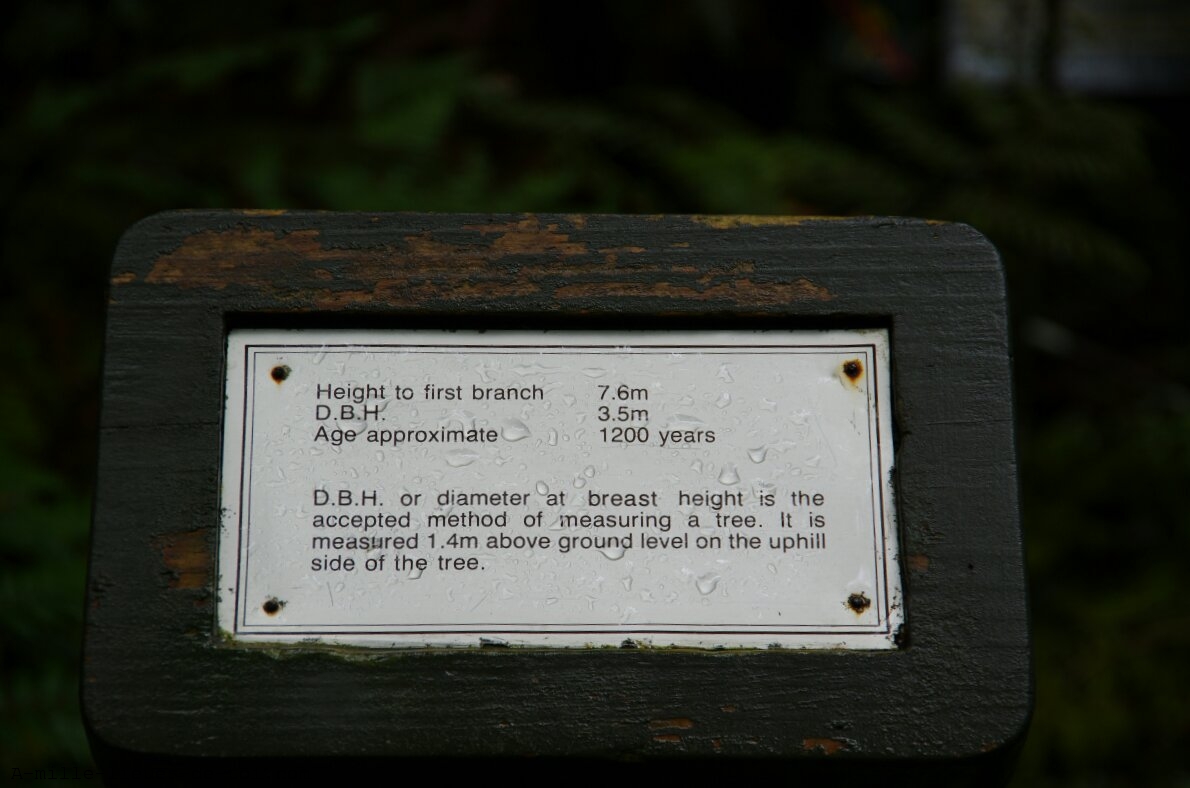 Height to first branch 7.6m
D.B.H. 3.5m
Age approximate 1200 years
D.B.H. or diameter at breast height is the
accepted method of measuring a tree. It is
measured 1.4m above ground level on the uphill
side of the tree.